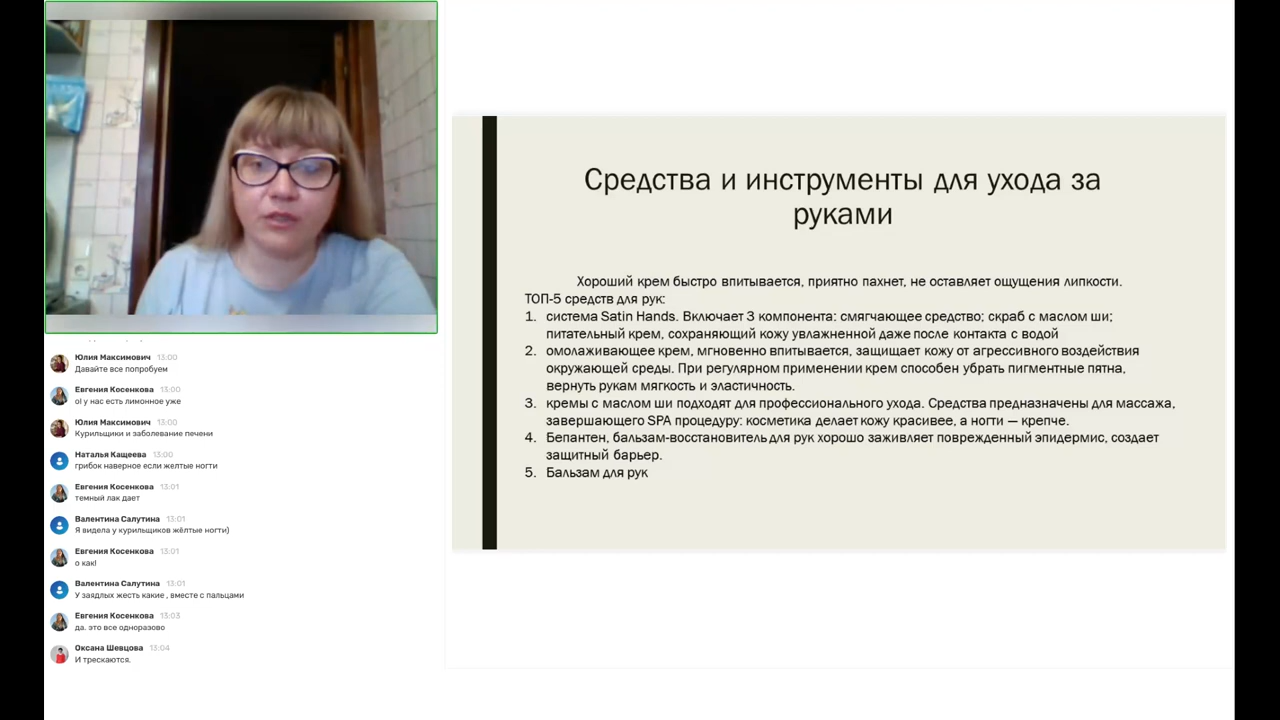 Юлия Максимович 13:00
Давайте все попробуем
Евгения Косенкова 13:00
о! у нас есть лимонное уже
Юлия Максимович 13:00
Курильщики и заболевание печени
Наталья Кащеева 13:00
грибок наверное если желтые ногти
Евгения Косенкова 13:01
темный лак дает
Валентина Салутина 13:01
Я видела у курильщиков жёлтые ногти)
Евгения Косенкова 13:01
о как!
Валентина Салутина 13:01
У заядлых жесть какие , вместе с пальцами
Евгения Косенкова 13:03
да. это все одноразово
Оксана Шевцова 13:04
И трескаются.
Средства и инструменты для ухода за
руками
Хороший крем быстро впитывается, приятно пахнет, не оставляет ощущения липкости.
ТОП-5 средств для рук:
1. система Satin Hands. Включает 3 компонента: смягчающее средство; скраб с маслом ши;
питательный крем, сохраняющий кожу увлажненной даже после контакта с водой
2. омолаживающее крем, мгновенно впитывается, защищает кожу от агрессивного воздействия
окружающей среды. При регулярном применении крем способен убрать пигментные пятна,
вернуть рукам мягкость и эластичность.
3. кремы с маслом ши подходят для профессионального ухода. Средства предназначены для массажа,
завершающего SPA процедуру: косметика делает кожу красивее, а ногти — крепче.
4. Бепантен, бальзам-восстановитель для рук хорошо заживляет поврежденный эпидермис, создает
защитный барьер.
5. Бальзам для рук